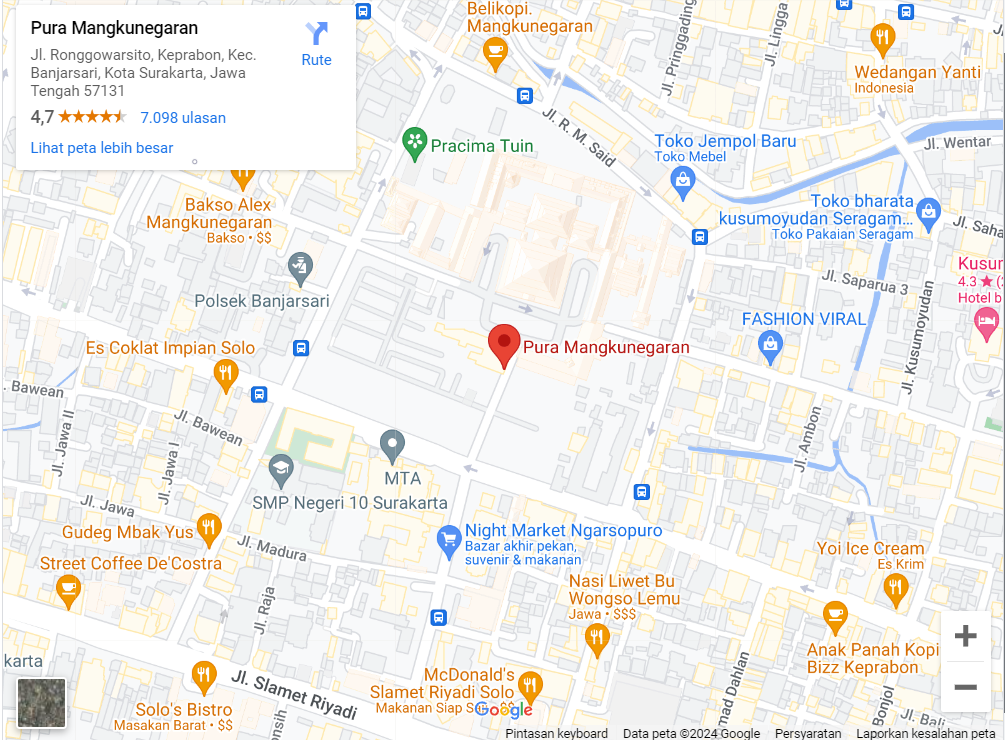 Pura Mangkunegaran
Jl. Ronggowarsito, Keprabon, Kec.
Banjarsari, Kota Surakarta, Jawa
Tengah 57131
Rute
4,7
7.098 ulasan
Lihat peta lebih besar
Belikopi.
Mangkunegaran
Jl. Pringgading
Jl. Lingga
Wedangan Yanti
Indonesia
Jl. R. M. Said
Pracima Tuin
Toko Jempol Baru
Toko Mebel
Jl. Wentar
Bakso Alex
Mangkunegaran
Bakso • $$
Toko bharata
kusumoyudan Seragam...
Toko Pakaian Seragam
Jl. Saha
Polsek Banjarsari
Jl. Saparua 3
Kusur
4.3
Hotel b
FASHION VIRAL
Jl. Kusumoyudan
Es Coklat Impian Solo
Pura Mangkunegaran
Jl. Bawean
Jl. Bawean
Jl. Jawa II
Jl. Jawa I
Jl. Ambon
MTA
SMP Negeri 10 Surakarta
Jl. Jawa
Gudeg Mbak Yus
Jl. Madura
Night Market Ngarsopuro
Bazar akhir pekan,
suvenir & makanan
Street Coffee De'Costra
Yoi Ice Cream
Es Krim
Nasi Liwet Bu
Wongso Lemu
Jawa • $$$
Jl. Raja
Anak Panah Kopi
Bizz Keprabon
karta
mad Dahlan
McDonald's
Slamet Riyadi Solo
Makanan Siap
Jl. Slamet Riyadi
Solo's Bistro
Masakan Barat • $$
onsih
Bonjol
Jl. Bali
Google
Pintasan keyboard
Data peta ©2024 Google
Persyaratan
Laporkan kesalahan peta